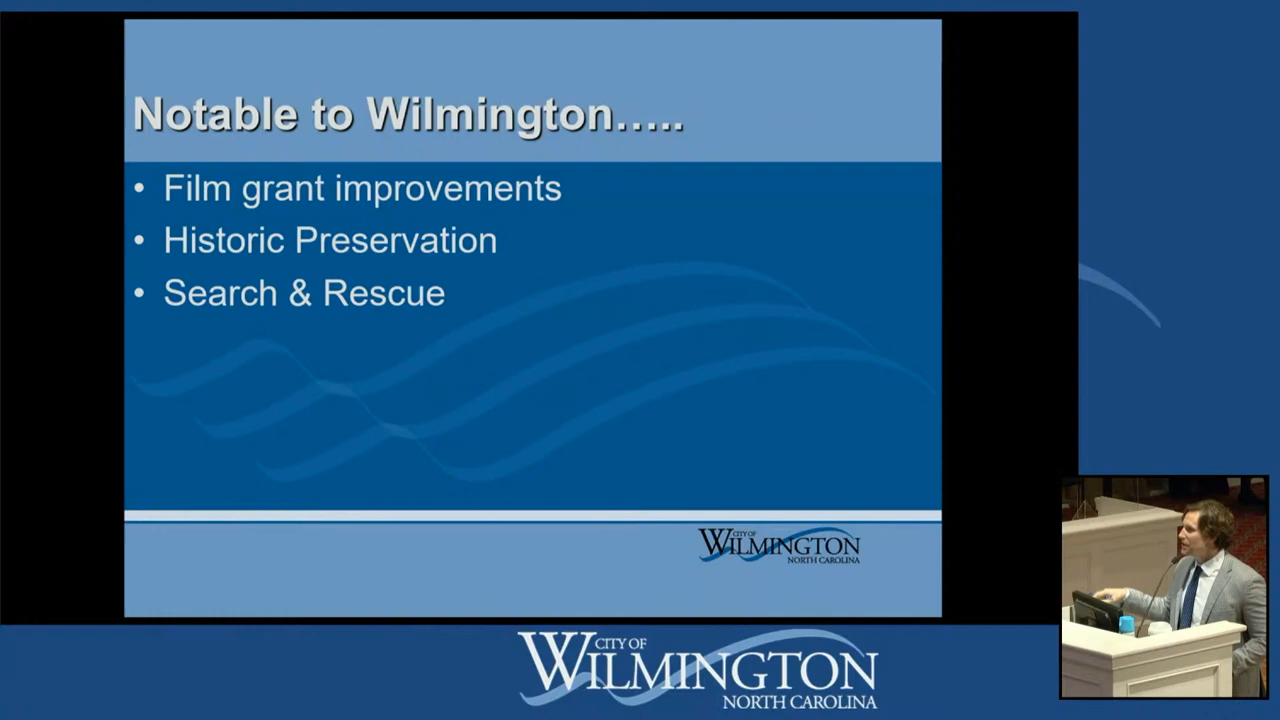 Notable to Wilmington.....
• Film grant improvements
• Historic Preservation
• Search & Rescue
CITY OF
WILMINGTON
NORTH CAROLINA
CITY OF
WILMINGTON
NORTH CAROLINA